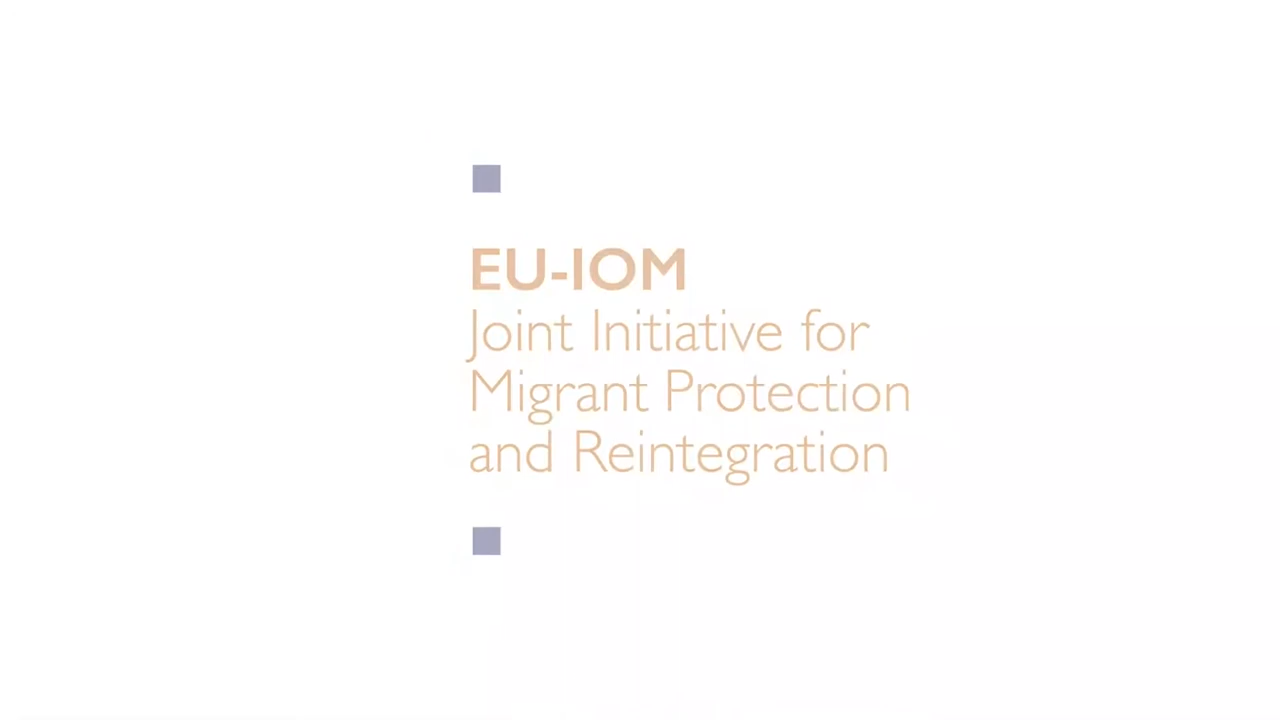 EU-IOM
Joint Initiative for
Migrant Protection
and Reintegration